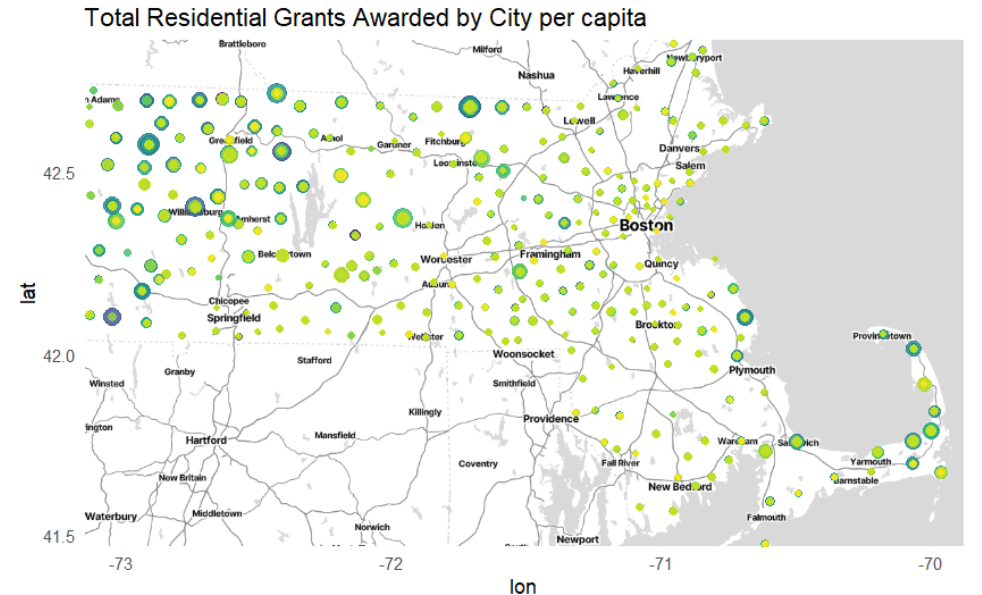 Total Residential Grants Awarded by City per capita
Brattleboro
Milford
Nashua
Haverhill
Newburyport
n Adams
Lawrence
Lowell
Greenfield
Athol
Gardner
Fitchburg
Leominster
Danvers
Salem
42.5
Williamsburg
Amherst
Holden
Boston
Belchertown
Worcester
Framingham
Quincy
lat
Auburn
Chicopee
Springfield
Brockton
Webster
Provincetown
42.0
Woonsocket
Stafford
Granby
Plymouth
Winsted
Smithfield
ington
Killingly
Providence
Hartford
Mansfield
Wareham
Sandwich
Yarmouth
Coventry
Fall River
New Britain
Barnstable
New Bedford
Waterbury
Middletown
Norwich
Falmouth
41.5
Newport
-73
-72
-71
-70
lon